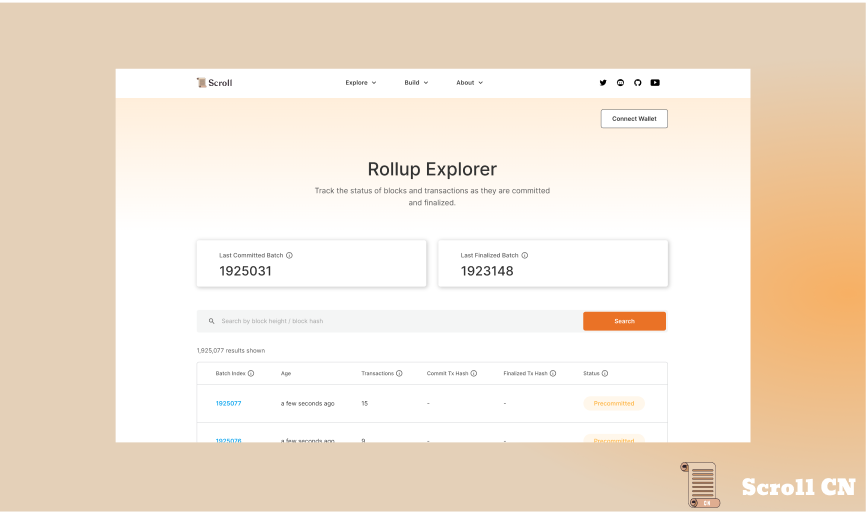 Scroll
Explore
Build
About
Connect Wallet
Rollup Explorer
Track the status of blocks and transactions as they are committed
and finalized.
Last Committed Batch
Last Finalized Batch
1925031
1923148
Search by block height / block hash
Search
1,925,077 results shown
Batch Index
Age
Transactions
Commit Tx Hash
Finalized Tx Hash
Status
1925077
a few seconds ago
15
-
-
Precommitted
1925076
a few seconds ago
9
Precommitted
CN
Scroll CN